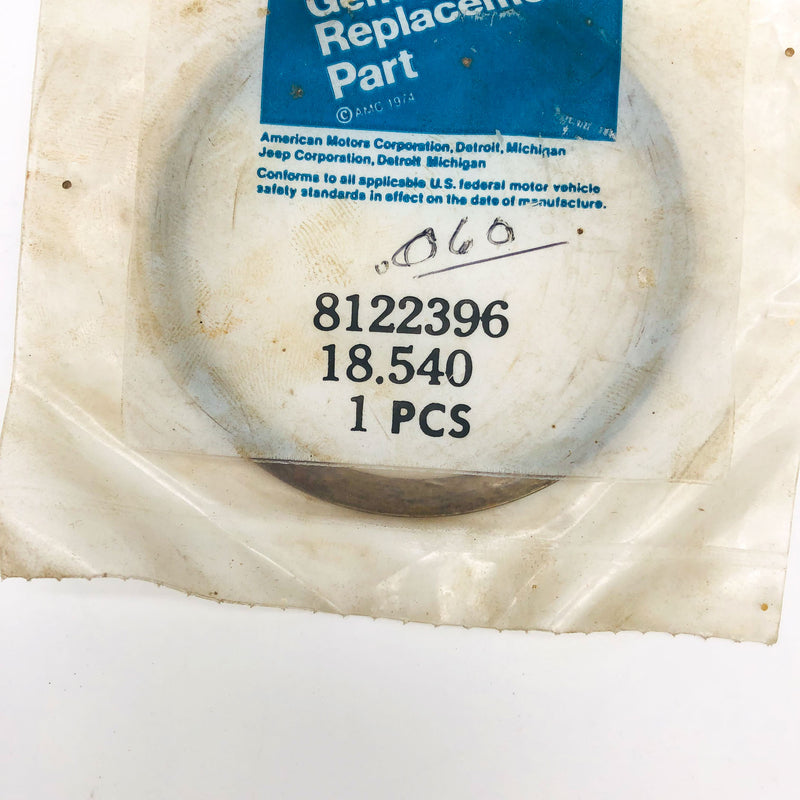 Replacement
Part
© AMC 1974
American Motors Corporation, Detroit, Michigan
Jeep Corporation, Detroit Michigan
Conforms to all applicable U.S. federal motor vehicle
safety standards in effect on the date of manufacture.
.060
8122396
18.540
1 PCS